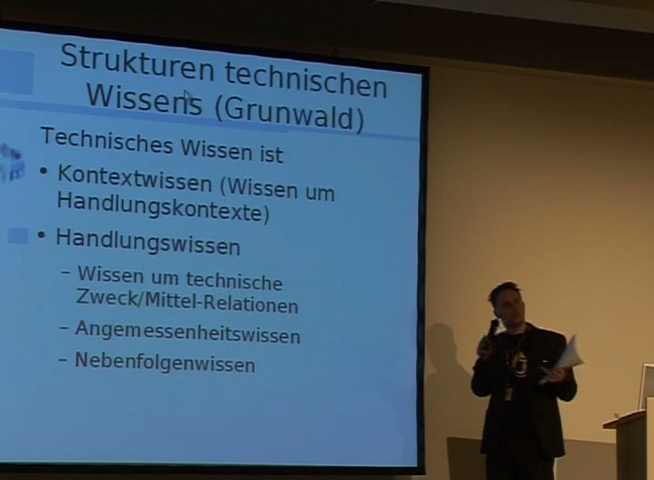 Strukturen technischen
Wissens (Grunwald)
Technisches Wissen ist
• Kontextwissen (Wissen um
Handlungskontexte)
• Handlungswissen
– Wissen um technische
Zweck/Mittel-Relationen
– Angemessenheitswissen
– Nebenfolgenwissen